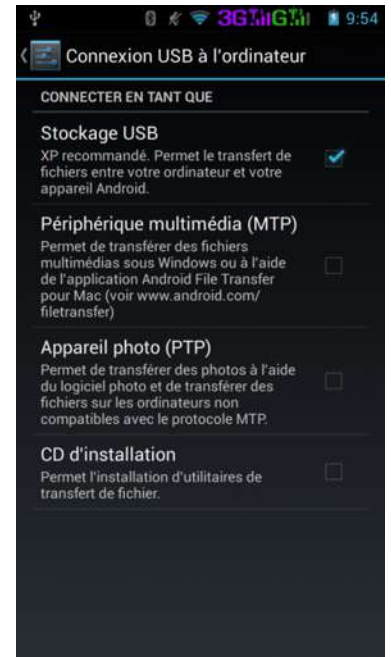 3G G 9:54
Connexion USB à l'ordinateur
CONNECTER EN TANT QUE
Stockage USB
XP recommandé. Permet le transfert de
fichiers entre votre ordinateur et votre
appareil Android.
Périphérique multimédia (MTP)
Permet de transférer des fichiers
multimédias sous Windows ou à l'aide
de l'application Android File Transfer
pour Mac (voir www.android.com/
filetransfer)
Appareil photo (PTP)
Permet de transférer des photos à l'aide
du logiciel photo et de transférer des
fichiers sur les ordinateurs non
compatibles avec le protocole MTP.
CD d'installation
Permet l'installation d'utilitaires de
transfert de fichier.